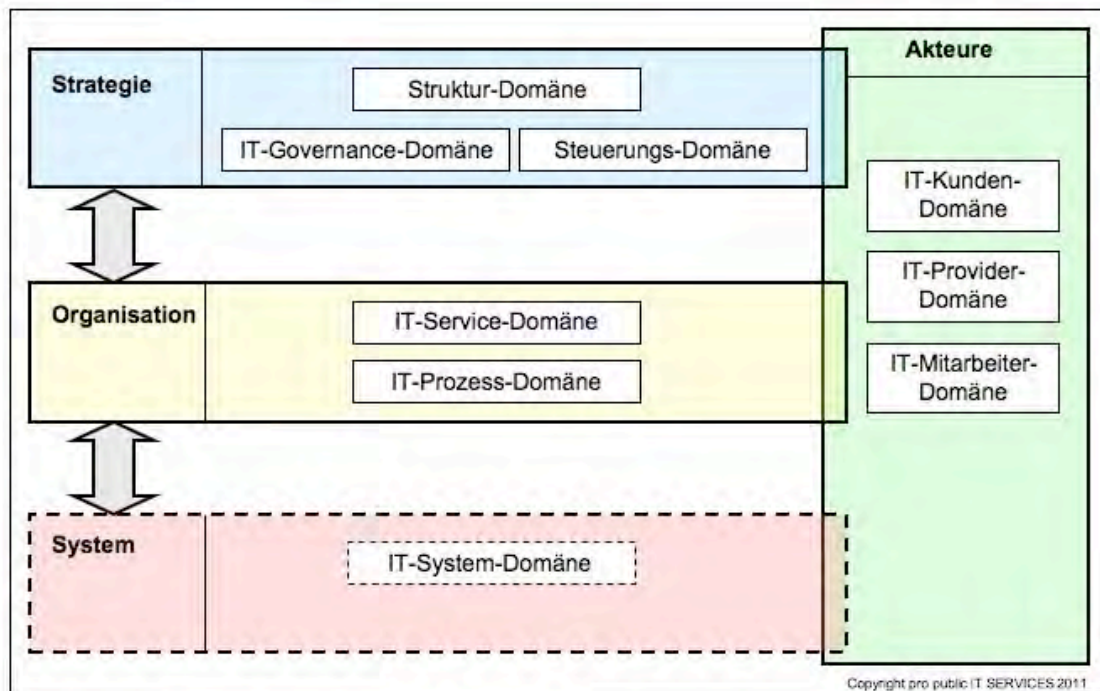 Strategie
Struktur-Domäne
IT-Governance-Domäne
Steuerungs-Domäne
Organisation
IT-Service-Domäne
IT-Prozess-Domäne
System
IT-System-Domäne
Akteure
IT-Kunden-
Domäne
IT-Provider-
Domäne
IT-Mitarbeiter-
Domäne
Copyright pro public IT SERVICES 2011